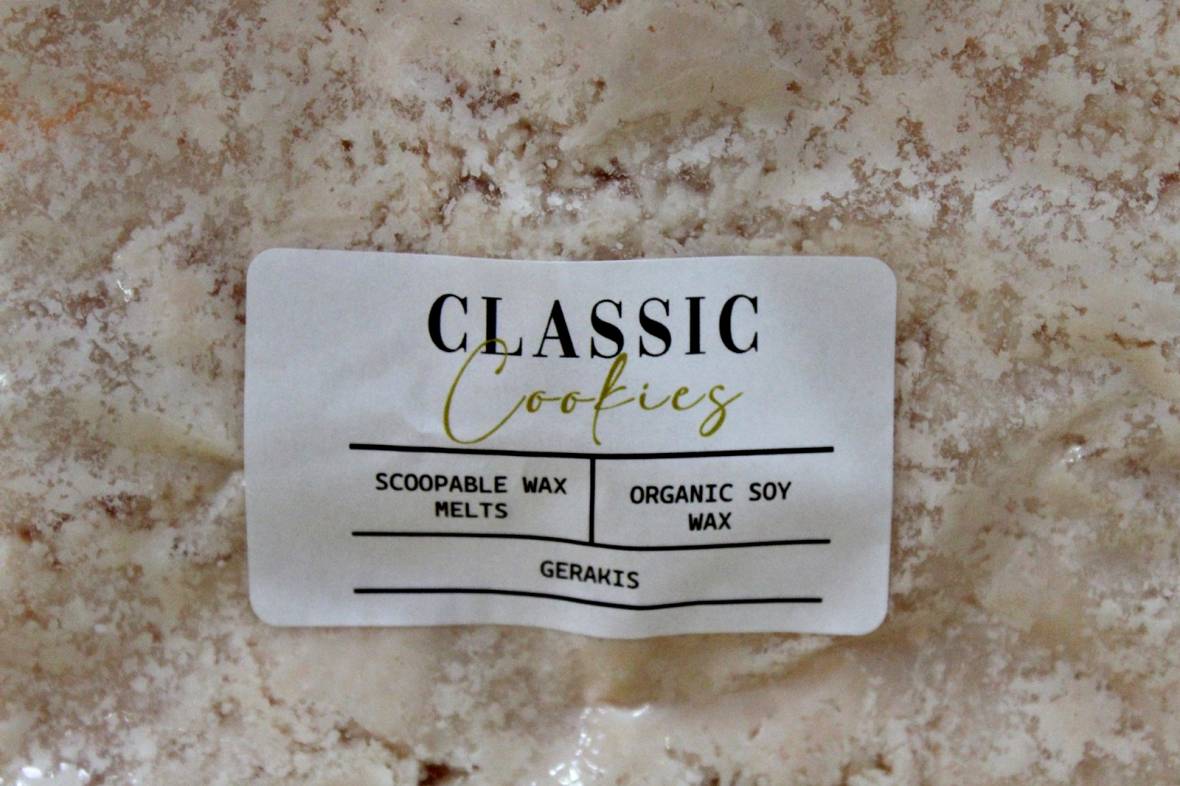 CLASSIC
Cookies
SCOOPABLE WAX
MELTS
ORGANIC SOY
WAX
GERAKIS